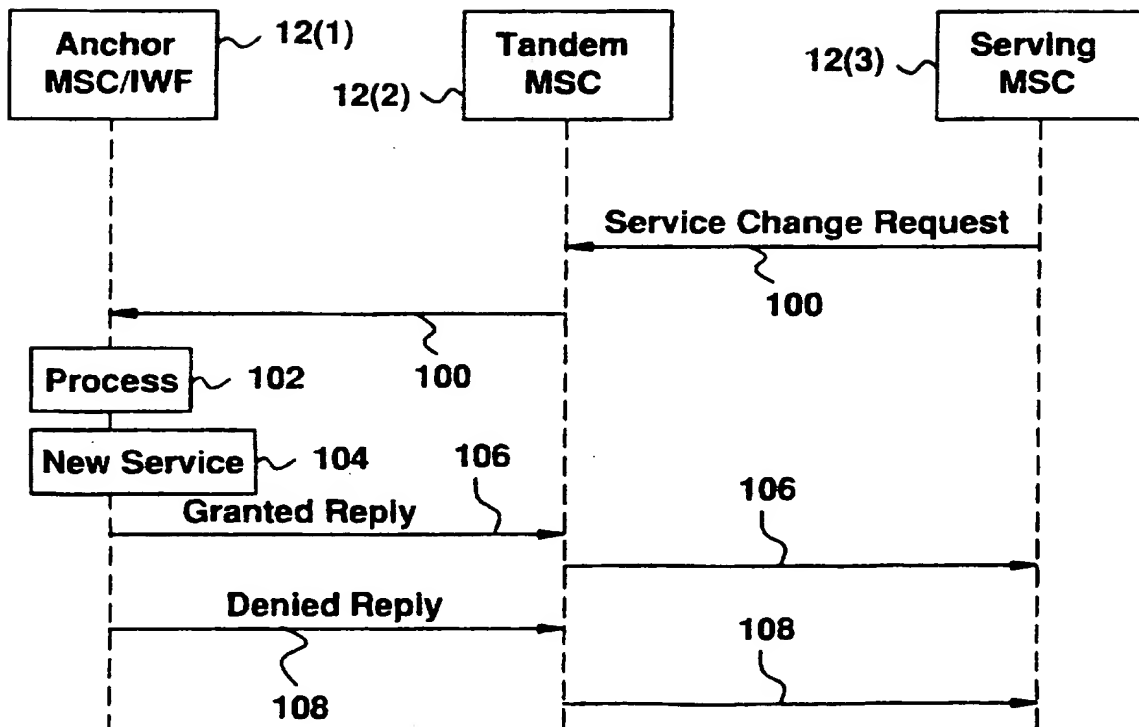 Anchor
MSC/IWF
12(1)
Tandem
MSC
12(2)
Serving
MSC
12(3)
Service Change Request
100
100
Process
102
New Service
104
106
Granted Reply
106
Denied Reply
108
108